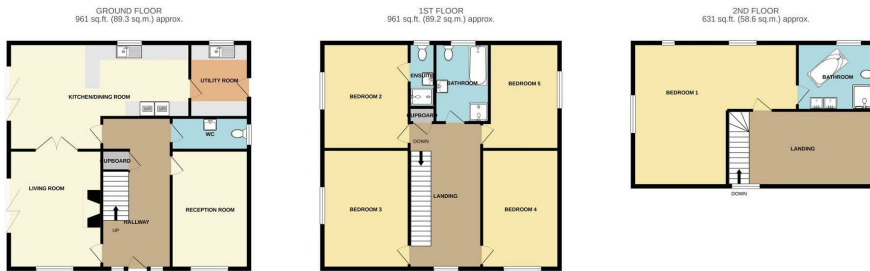 GROUND FLOOR
961 sq.ft. (89.3 sq.m.) approx.
KITCHEN/DINING ROOM
UTILITY ROOM
WC
CUPBOARD
LIVING ROOM
RECEPTION ROOM
HALLWAY
UP
1ST FLOOR
961 sq.ft. (89.2 sq.m.) approx.
BEDROOM 2
ENSUITE
BATHROOM
BEDROOM 5
CUPBOARD
DOWN
BEDROOM 3
LANDING
BEDROOM 4
2ND FLOOR
631 sq.ft. (58.6 sq.m.) approx.
BEDROOM 1
BATHROOM
LANDING
DOWN